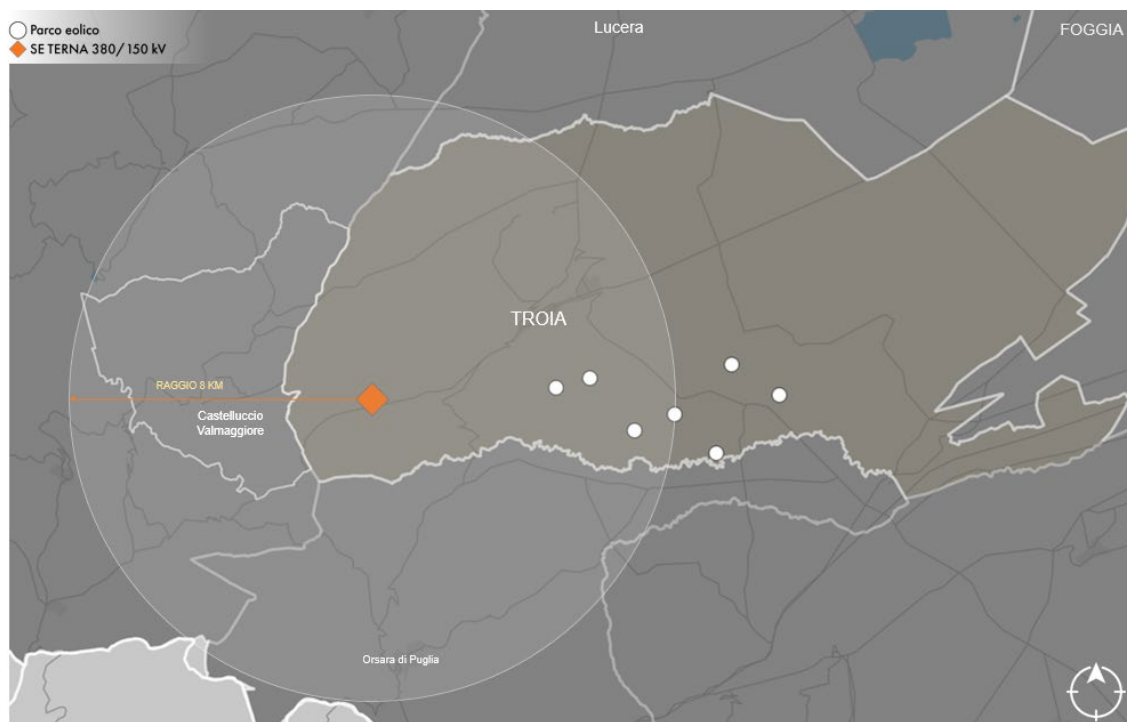 Parco eolico
SE TERNA 380/150 kV
Lucera
FOGGIA
TROIA
RAGGIO 8 KM
Castelluccio
Valmaggiore
Orsara di Puglia